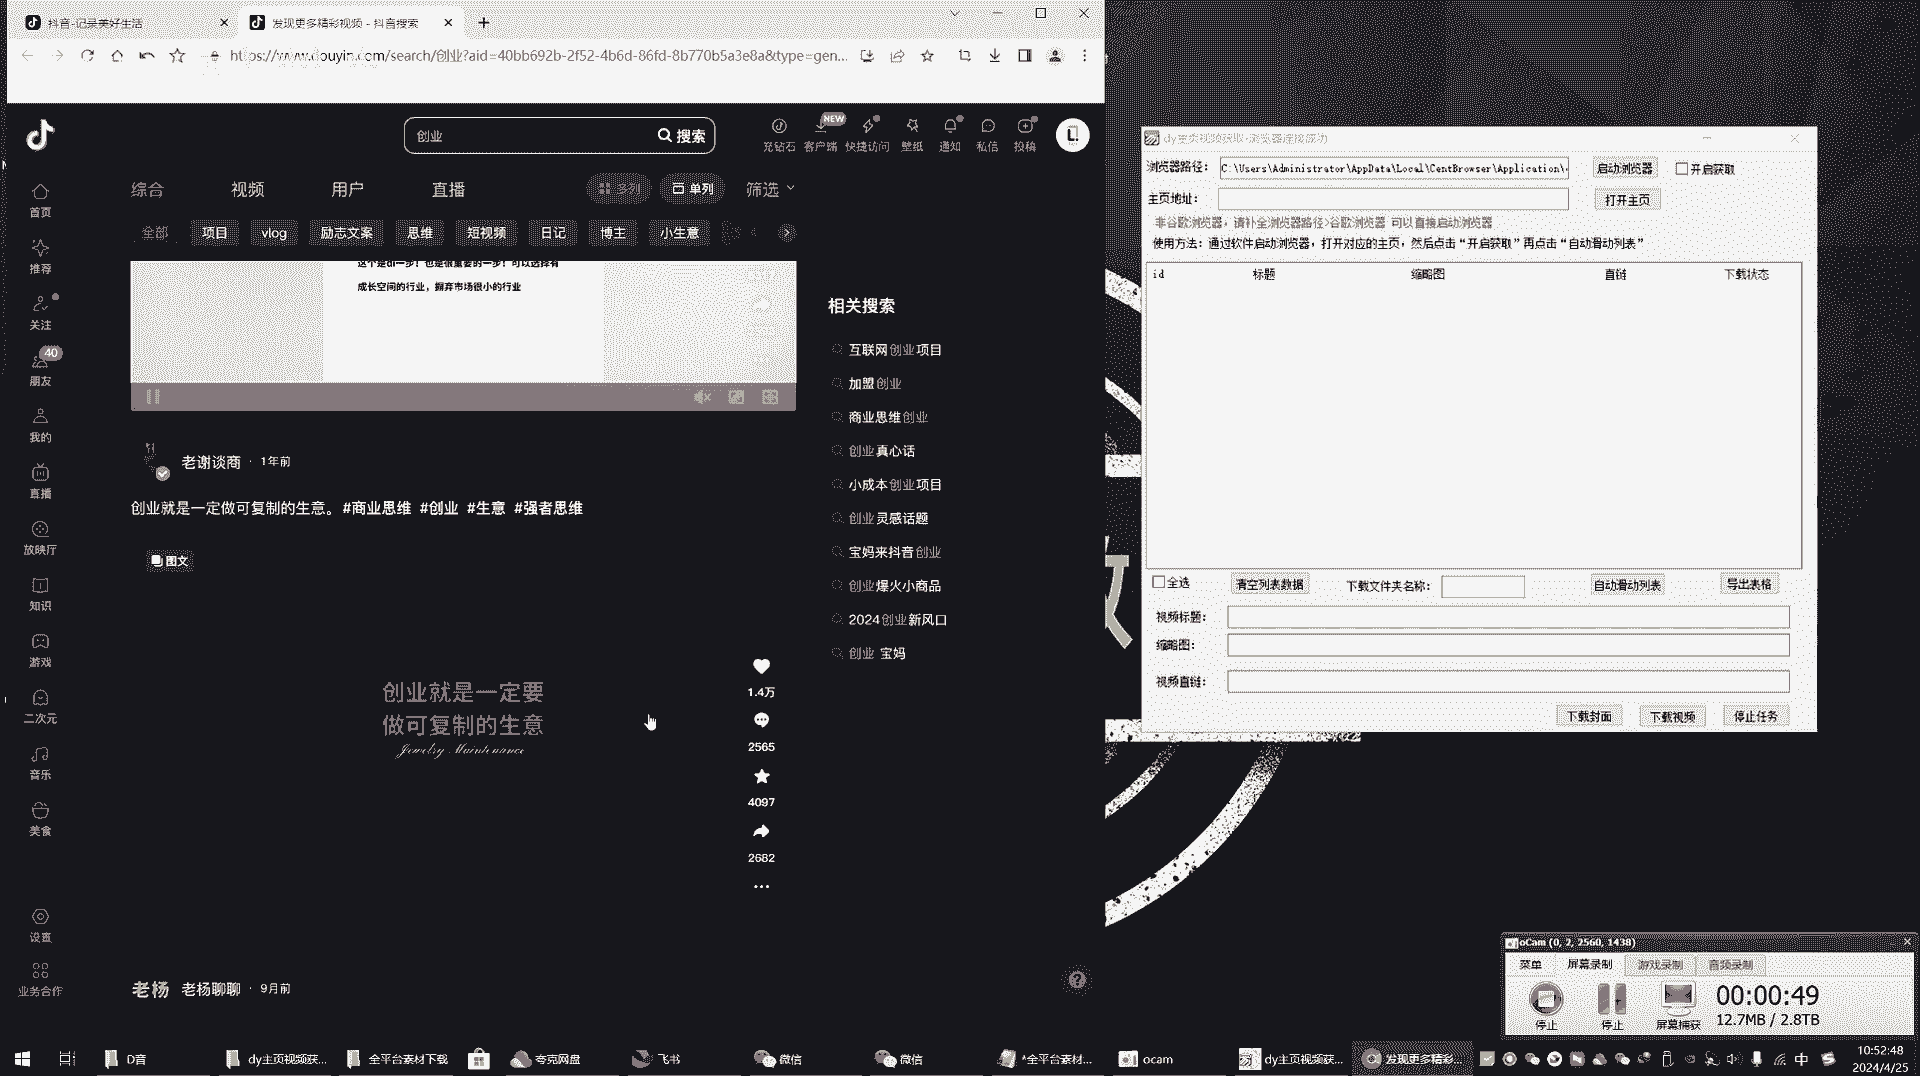 抖音-记录美好生活
发现更多精彩视频 - 抖音搜索
https://www.douyin.com/search/创业?aid=40bb692b-2f52-4b6d-86fd-8b770b5a3e8a&type=gen...
创业
搜索
充钻石
客户端
NEW
快捷访问
壁纸
通知
私信
投稿
综合
视频
用户
直播
多列
单列
筛选
全部
项目
vlog
励志文案
思维
短视频
日记
博主
小生意
首页
推荐
关注
40
朋友
我的
直播
放映厅
知识
游戏
二次元
音乐
美食
设置
业务合作
这个是di一步！也是很重要的一步！可以选择有
成长空间的行业，摒弃市场很小的行业
老谢谈商 · 1年前
创业就是一定做可复制的生意。#商业思维 #创业 #生意 #强者思维
图文
创业就是一定要
做可复制的生意
Jewelry Maintenance
1.4万
2565
4097
2682
老杨
老杨聊聊 · 9月前
相关搜索
互联网创业项目
加盟创业
商业思维创业
创业真心话
小成本创业项目
创业灵感话题
宝妈来抖音创业
创业爆火小商品
2024创业新风口
创业 宝妈
dy主页视频获取-浏览器连接成功
浏览器路径：
C:\Users\Administrator\AppData\Local\CentBrowser\Application\
启动浏览器
开启获取
主页地址：
打开主页
非谷歌浏览器，请补全浏览器路径>谷歌浏览器 可以直接启动浏览器
使用方法：通过软件启动浏览器，打开对应的主页，然后点击“开启获取”再点击“自动滑动列表”
id
标题
缩略图
直链
下载状态
全选
清空列表数据
下载文件夹名称：
自动滑动列表
导出表格
视频标题：
缩略图：
视频直链：
下载封面
下载视频
停止任务
oCam (0, 2, 2560, 1438)
菜单
屏幕录制
游戏录制
音频录制
停止
停止
屏幕捕获
00:00:49
12.7MB / 2.8TB
D音
dy主页视频获...
全平台素材下载
夸克网盘
飞书
微信
微信
*全平台素材...
ocam
dy主页视频获...
发现更多精彩...
中
10:52:48
2024/4/25